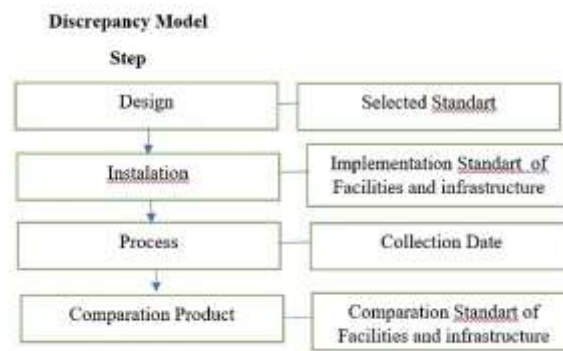 Discrepancy Model
Step
Design
Selected Standart
Instalation
Implementation Standart of
Facilities and infrastructure
Process
Collection Date
Comparation Product
Comparation Standart of
Facilities and infrastructure